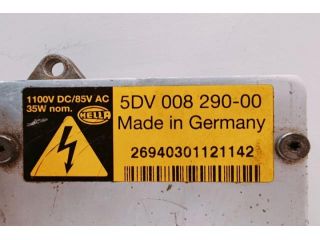 1100V DC/85V AC
35W nom.
HELLA
5DV 008 290-00
Made in Germany
26940301121142